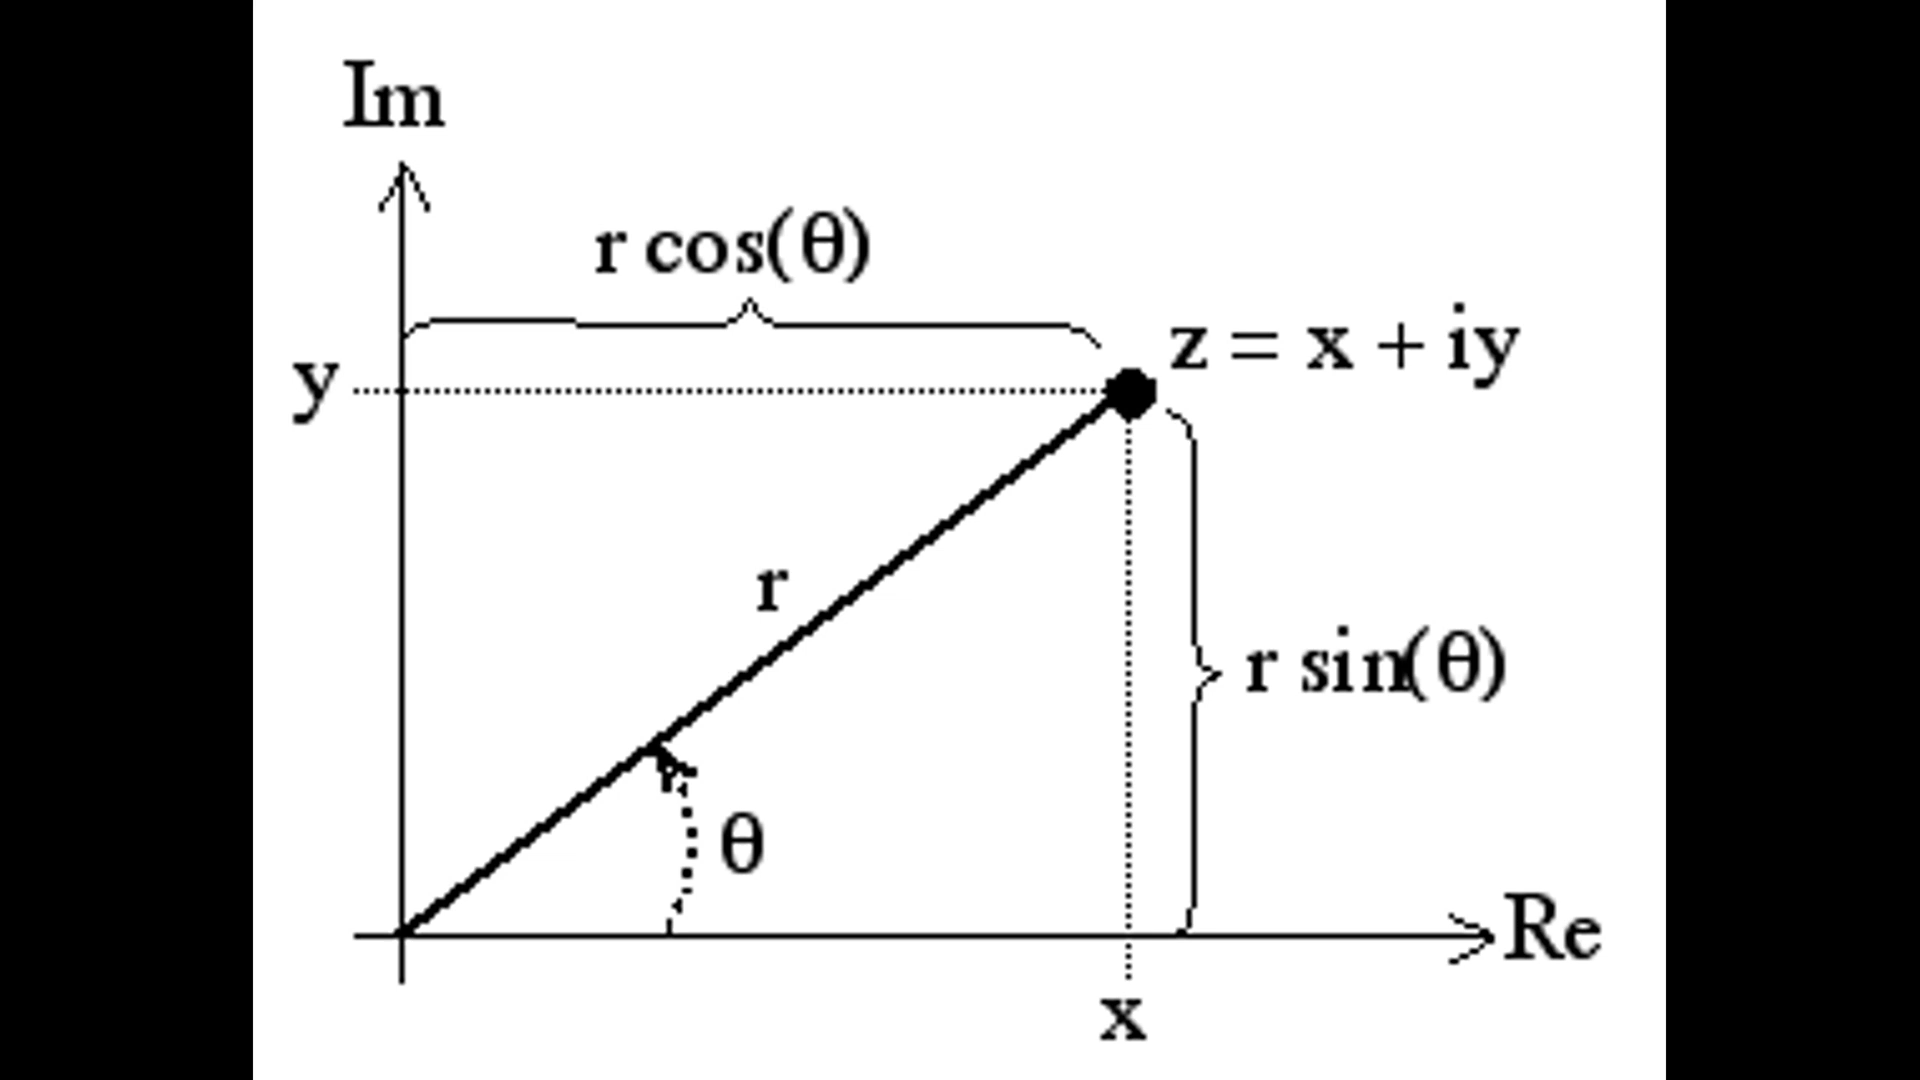 Im
r cos(θ)
z = x + iy
y
r
r sin(θ)
θ
Re
x